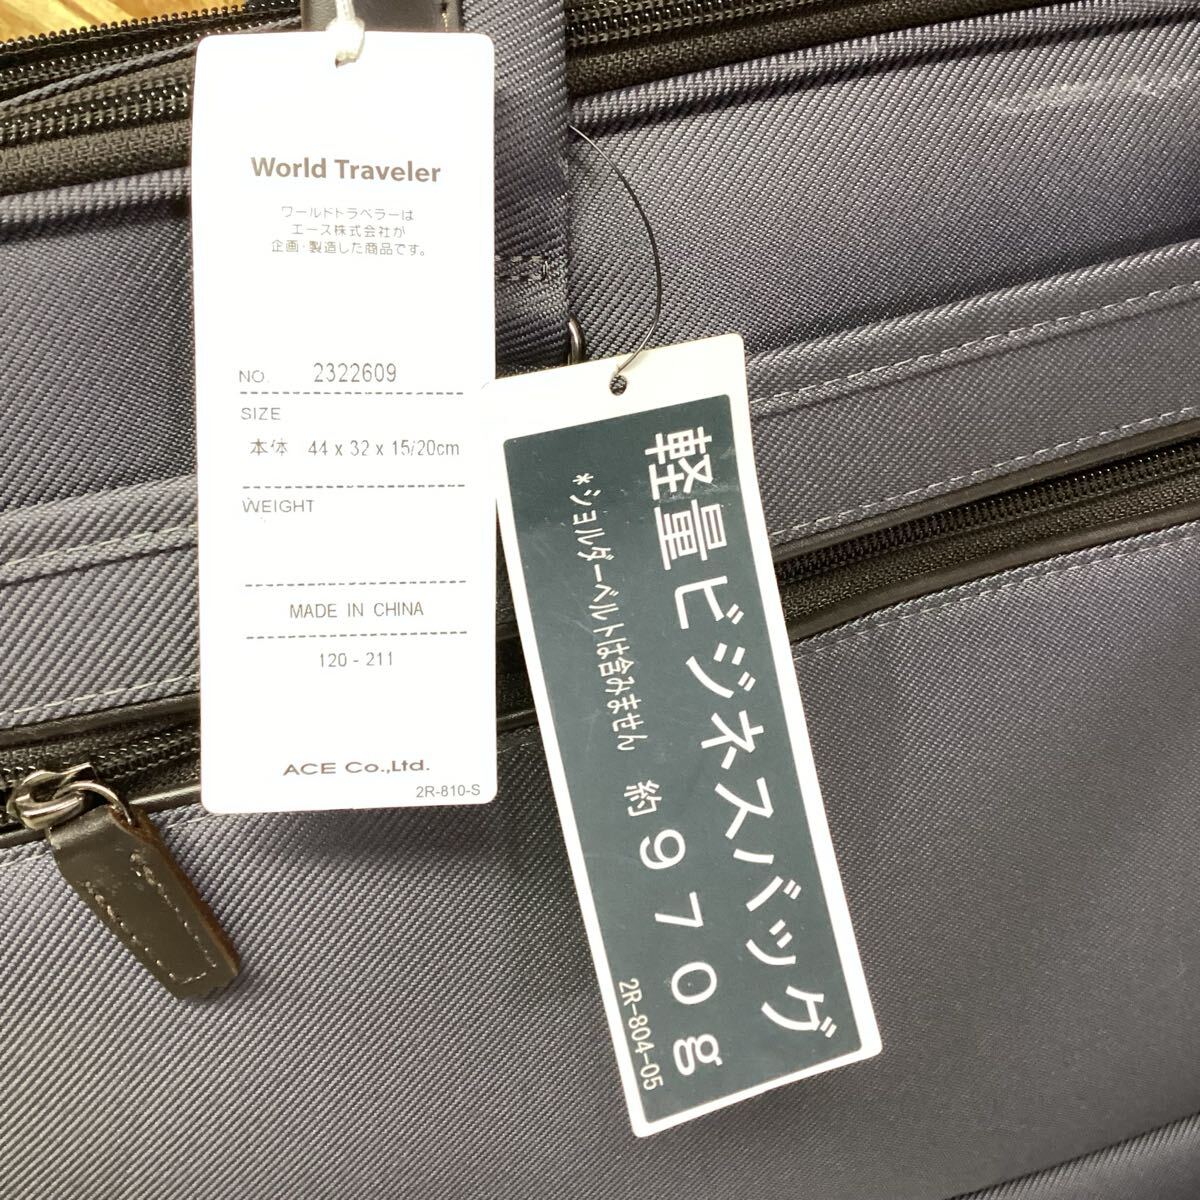 World Traveler
ワールドトラベラーは
エース株式会社が
企画・製造した商品です。
NO. 2322609
SIZE
本体 44 x 32 x 15/20cm
WEIGHT
MADE IN CHINA
120 - 211
ACE Co.,Ltd.
2R-810-S
軽量ビジネスバッグ
*ショルダーベルトは含みません
約970g
2R-804-05